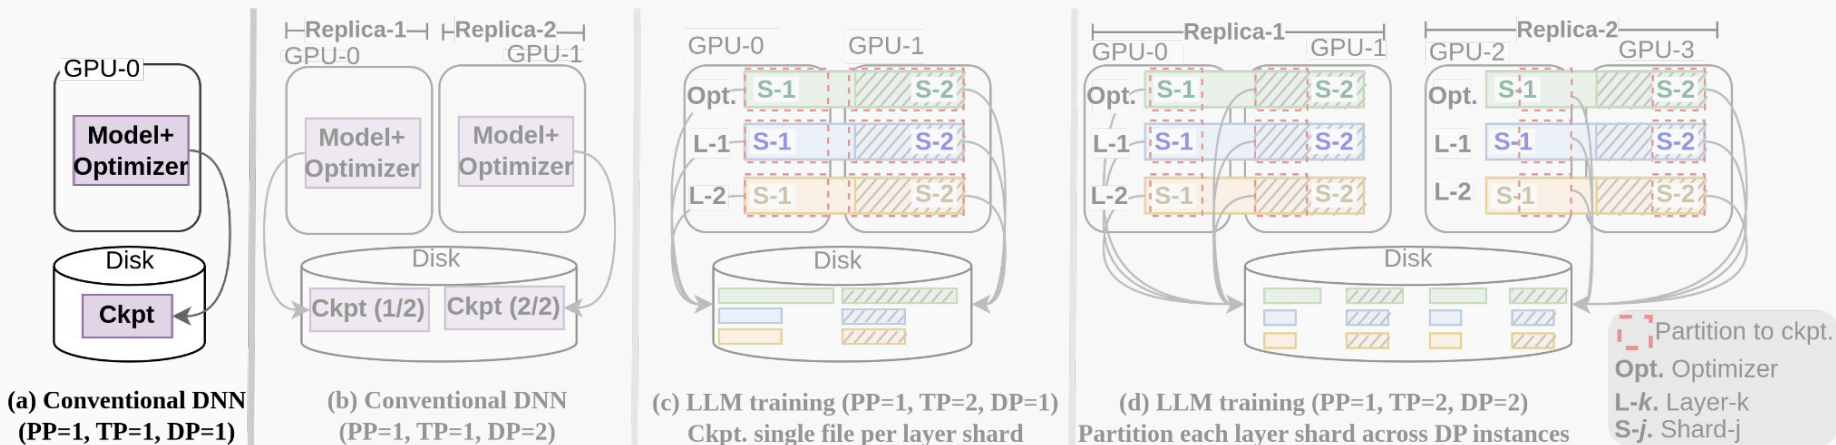 GPU-0
Model+
Optimizer
Disk
Ckpt
(a) Conventional DNN
(PP=1, TP=1, DP=1)
Replica-1
Replica-2
GPU-0
GPU-1
Model+
Optimizer
Model+
Optimizer
Disk
Ckpt (1/2)
Ckpt (2/2)
(b) Conventional DNN
(PP=1, TP=1, DP=2)
GPU-0
GPU-1
Opt.
S-1
S-2
L-1
S-1
S-2
L-2
S-1
S-2
Disk
(c) LLM training (PP=1, TP=2, DP=1)
Ckpt. single file per layer shard
Replica-1
Replica-2
GPU-0
GPU-1
GPU-2
GPU-3
Opt.
S-1
S-2
Opt.
S-1
S-2
L-1
S-1
S-2
L-1
S-1
S-2
L-2
S-1
S-2
L-2
S-1
S-2
Disk
(d) LLM training (PP=1, TP=2, DP=2)
Partition each layer shard across DP instances
Partition to ckpt.
Opt. Optimizer
L-k. Layer-k
S-j. Shard-j